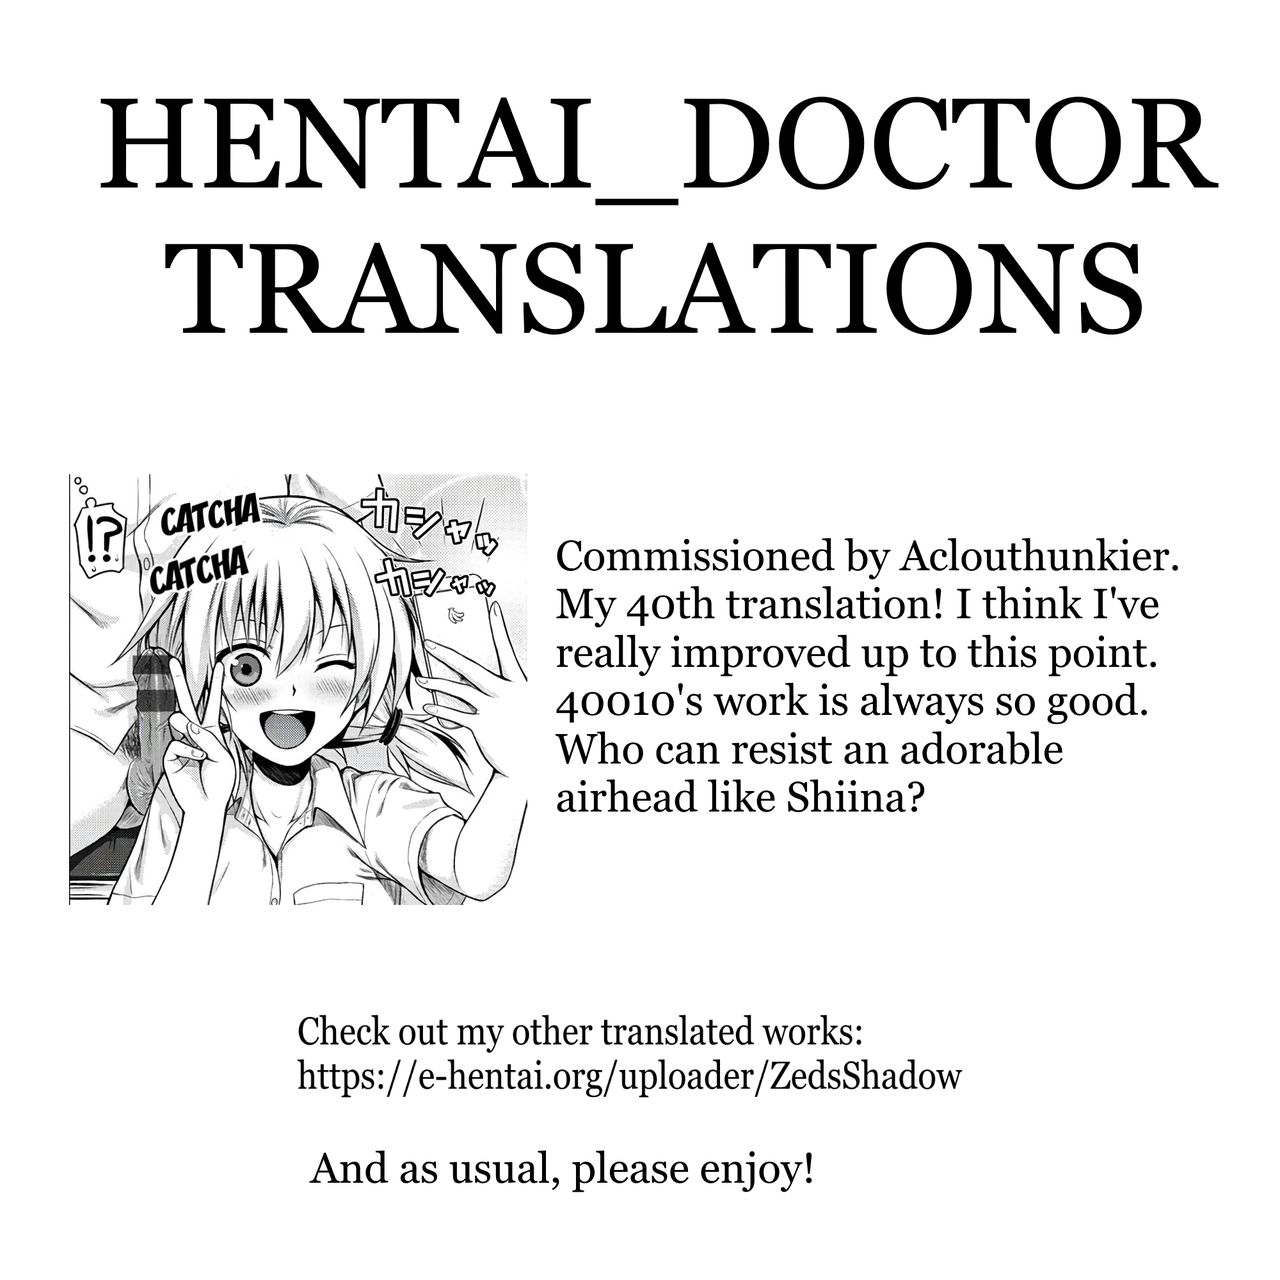 HENTAI_DOCTOR
TRANSLATIONS
!?
CATCHA
CATCHA
カシャッ
カシャッ
Commissioned by Aclouthunkier.
My 40th translation! I think I've
really improved up to this point.
40010's work is always so good.
Who can resist an adorable
airhead like Shiina?
Check out my other translated works:
https://e-hentai.org/uploader/ZedsShadow
And as usual, please enjoy!